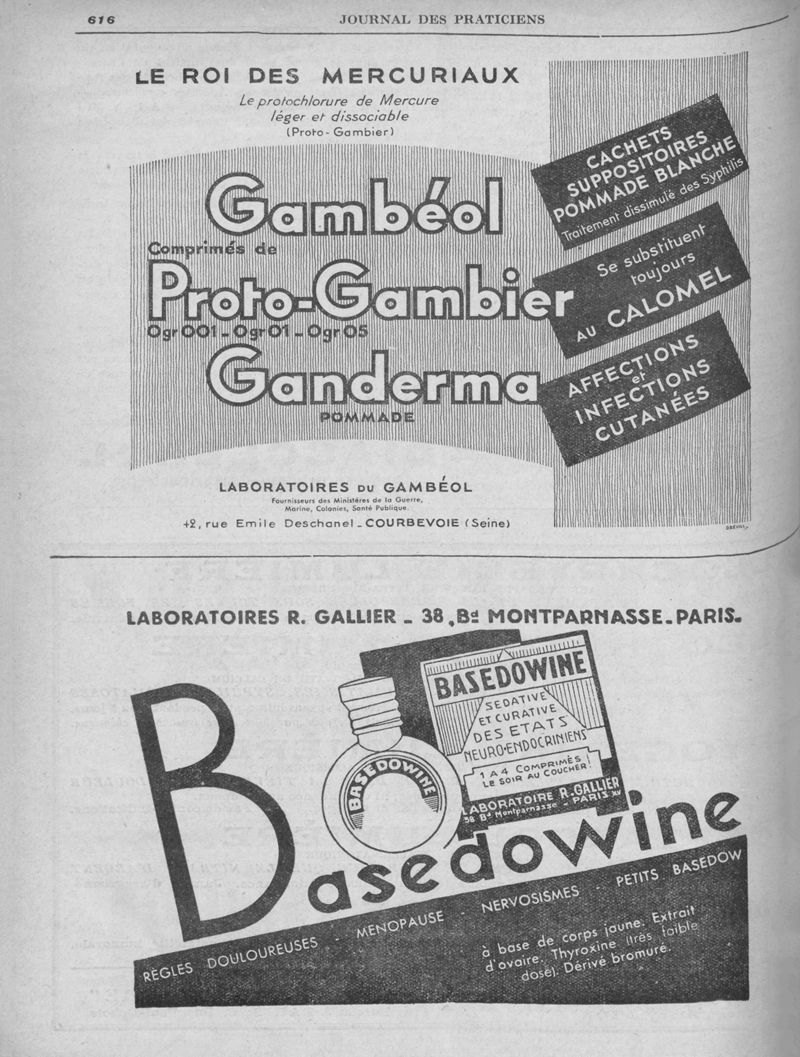 616
JOURNAL DES PRATICIENS
LE ROI DES MERCURIAUX
Le protochlorure de Mercure
léger et dissociable
(Proto-Gambier)
Gambéol
Comprimés de
Proto-Gambier
0gr001-0gr01-0gr05
Ganderma
POMMADE
CACHETS
SUPPOSITOIRES
POMMADE BLANCHE
Traitement dissimulé des Syphilis
Se substituent
toujours
AU CALOMEL
AFFECTIONS
et
INFECTIONS
CUTANÉES
LABORATOIRES DU GAMBÉOL
Fournisseurs des Ministères de la Guerre,
Marine, Colonies, Santé Publique.
42, rue Emile Deschanel-COURBEVOIE (Seine)
LABORATOIRES R. GALLIER - 38, Bd MONTPARNASSE-PARIS.
BASEDOWINE
SEDATIVE
ET CURATIVE
DES ETATS
NEURO-ENDOCRINIENS
1 A 4 COMPRIMÉS
LE SOIR AU COUCHER!
LABORATOIRE R.GALLIER
38 Bd Montparnasse - PARIS XV
BASEDOWINE
BasedoWine
RÈGLES DOULOUREUSES - MENOPAUSE - NERVOSISMES - PETITS BASEDOW
à base de corps jaune. Extrait
d'ovaire. Thyroxine (très faible
dose). Dérivé bromuré.